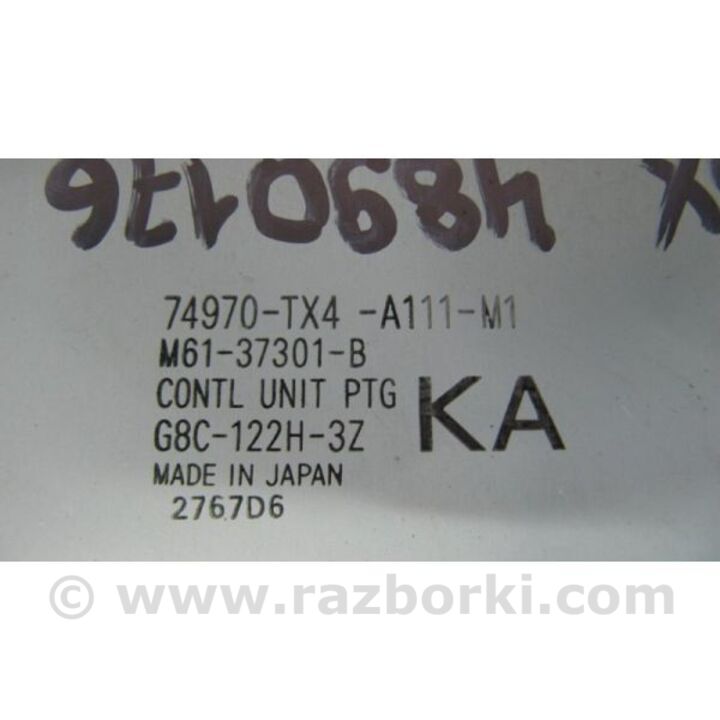 4890176
74970-TX4 -A111-M1
M61-37301-B
CONTL UNIT PTG
G8C-122H-3Z
KA
MADE IN JAPAN
2767D6
© www.razborki.com